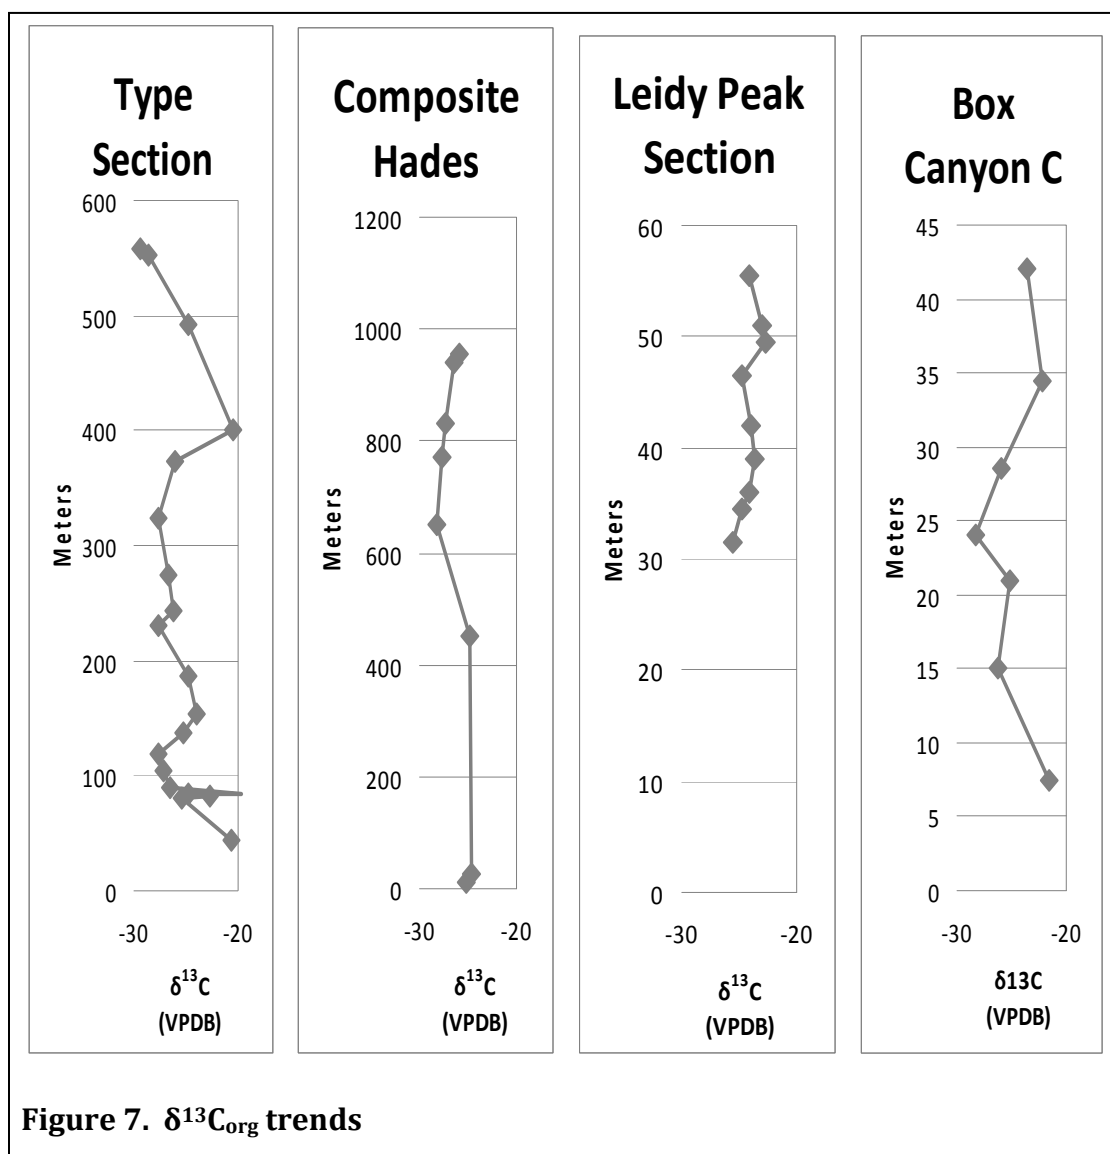 Type
Section
600
500
400
300
200
100
0
Meters
-30 -20
δ¹³C
(VPDB)
Composite
Hades
1200
1000
800
600
400
200
0
Meters
-30 -20
δ¹³C
(VPDB)
Leidy Peak
Section
60
50
40
30
20
10
0
Meters
-30 -20
δ¹³C
(VPDB)
Box
Canyon C
45
40
35
30
25
20
15
10
5
0
Meters
-30 -20
δ13C
(VPDB)
Figure 7. δ¹³Corg trends